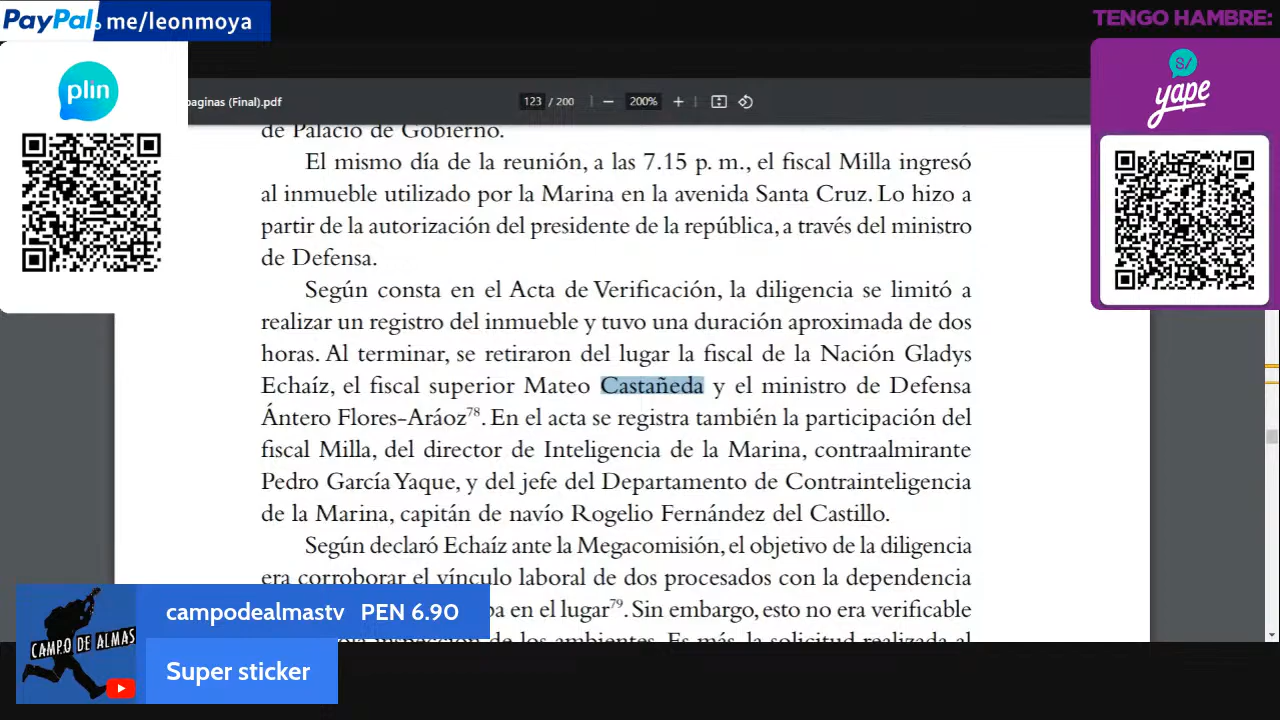 PayPal.me/leonmoya
TENGO HAMBRE:
plin
S/
yape
paginas (Final).pdf
123 / 200
200%
de Palacio de Gobierno.
El mismo día de la reunión, a las 7.15 p. m., el fiscal Milla ingresó
al inmueble utilizado por la Marina en la avenida Santa Cruz. Lo hizo a
partir de la autorización del presidente de la república, a través del ministro
de Defensa.
Según consta en el Acta de Verificación, la diligencia se limitó a
realizar un registro del inmueble y tuvo una duración aproximada de dos
horas. Al terminar, se retiraron del lugar la fiscal de la Nación Gladys
Echaíz, el fiscal superior Mateo Castañeda y el ministro de Defensa
Ántero Flores-Aráoz78. En el acta se registra también la participación del
fiscal Milla, del director de Inteligencia de la Marina, contraalmirante
Pedro García Yaque, y del jefe del Departamento de Contrainteligencia
de la Marina, capitán de navío Rogelio Fernández del Castillo.
Según declaró Echaíz ante la Megacomisión, el objetivo de la diligencia
era corroborar el vínculo laboral de dos procesados con la dependencia
en el lugar79. Sin embargo, esto no era verificable
de los ambientes. Es más, la solicitud realizada al
CAMPO DE ALMAS
campodealmastv PEN 6.90
Super sticker